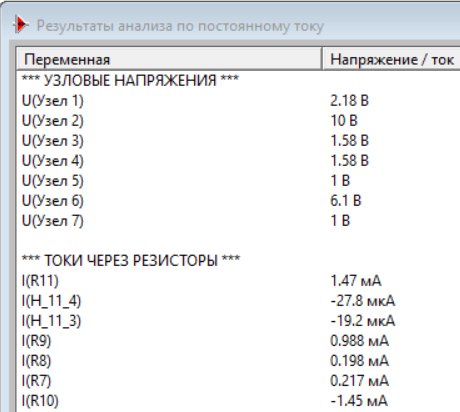 Результаты анализа по постоянному току
Переменная Напряжение / ток
*** УЗЛОВЫЕ НАПРЯЖЕНИЯ ***
U(Узел 1) 2.18 В
U(Узел 2) 10 В
U(Узел 3) 1.58 В
U(Узел 4) 1.58 В
U(Узел 5) 1 В
U(Узел 6) 6.1 В
U(Узел 7) 1 В
*** ТОКИ ЧЕРЕЗ РЕЗИСТОРЫ ***
I(R11) 1.47 мА
I(H_11_4) -27.8 мкА
I(H_11_3) -19.2 мкА
I(R9) 0.988 мА
I(R8) 0.198 мА
I(R7) 0.217 мА
I(R10) -1.45 мА